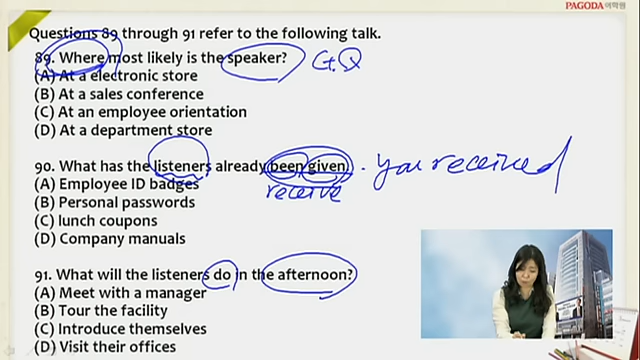 PAGODA 어학원
Questions 89 through 91 refer to the following talk.
89. Where most likely is the speaker? G.Q
(A) At a electronic store
(B) At a sales conference
(C) At an employee orientation
(D) At a department store
90. What has the listeners already been given. you received
receive
(A) Employee ID badges
(B) Personal passwords
(C) lunch coupons
(D) Company manuals
91. What will the listeners do in the afternoon?
(A) Meet with a manager
(B) Tour the facility
(C) Introduce themselves
(D) Visit their offices